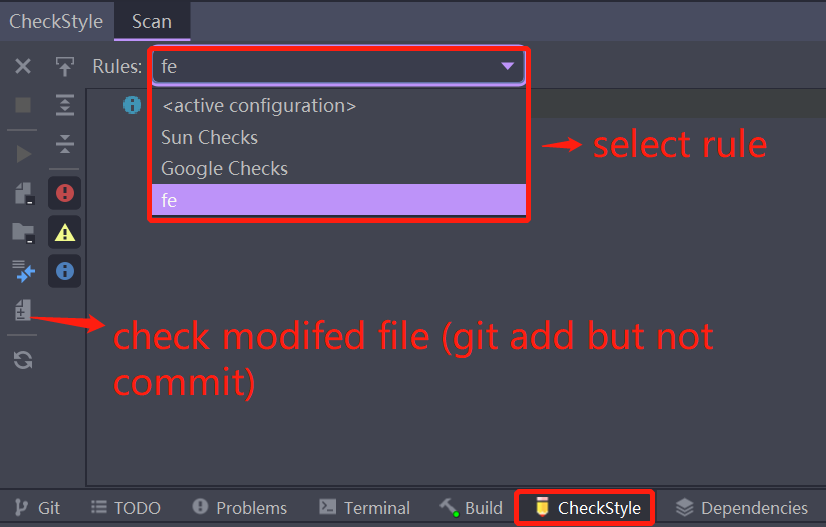 CheckStyle Scan
Rules: fe
<active configuration>
Sun Checks
select rule
Google Checks
fe
check modifed file (git add but not
commit)
Git TODO Problems Terminal Build CheckStyle Dependencies